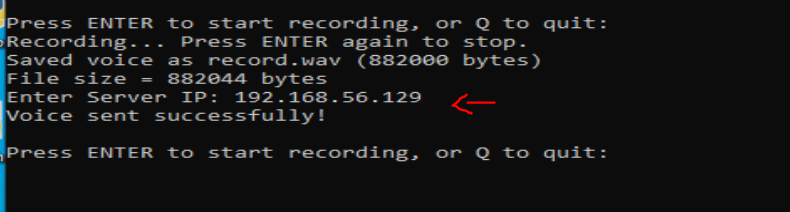 Press ENTER to start recording, or Q to quit:
Recording... Press ENTER again to stop.
Saved voice as record.wav (882000 bytes)
File size = 882044 bytes
Enter Server IP: 192.168.56.129
Voice sent successfully!
Press ENTER to start recording, or Q to quit: